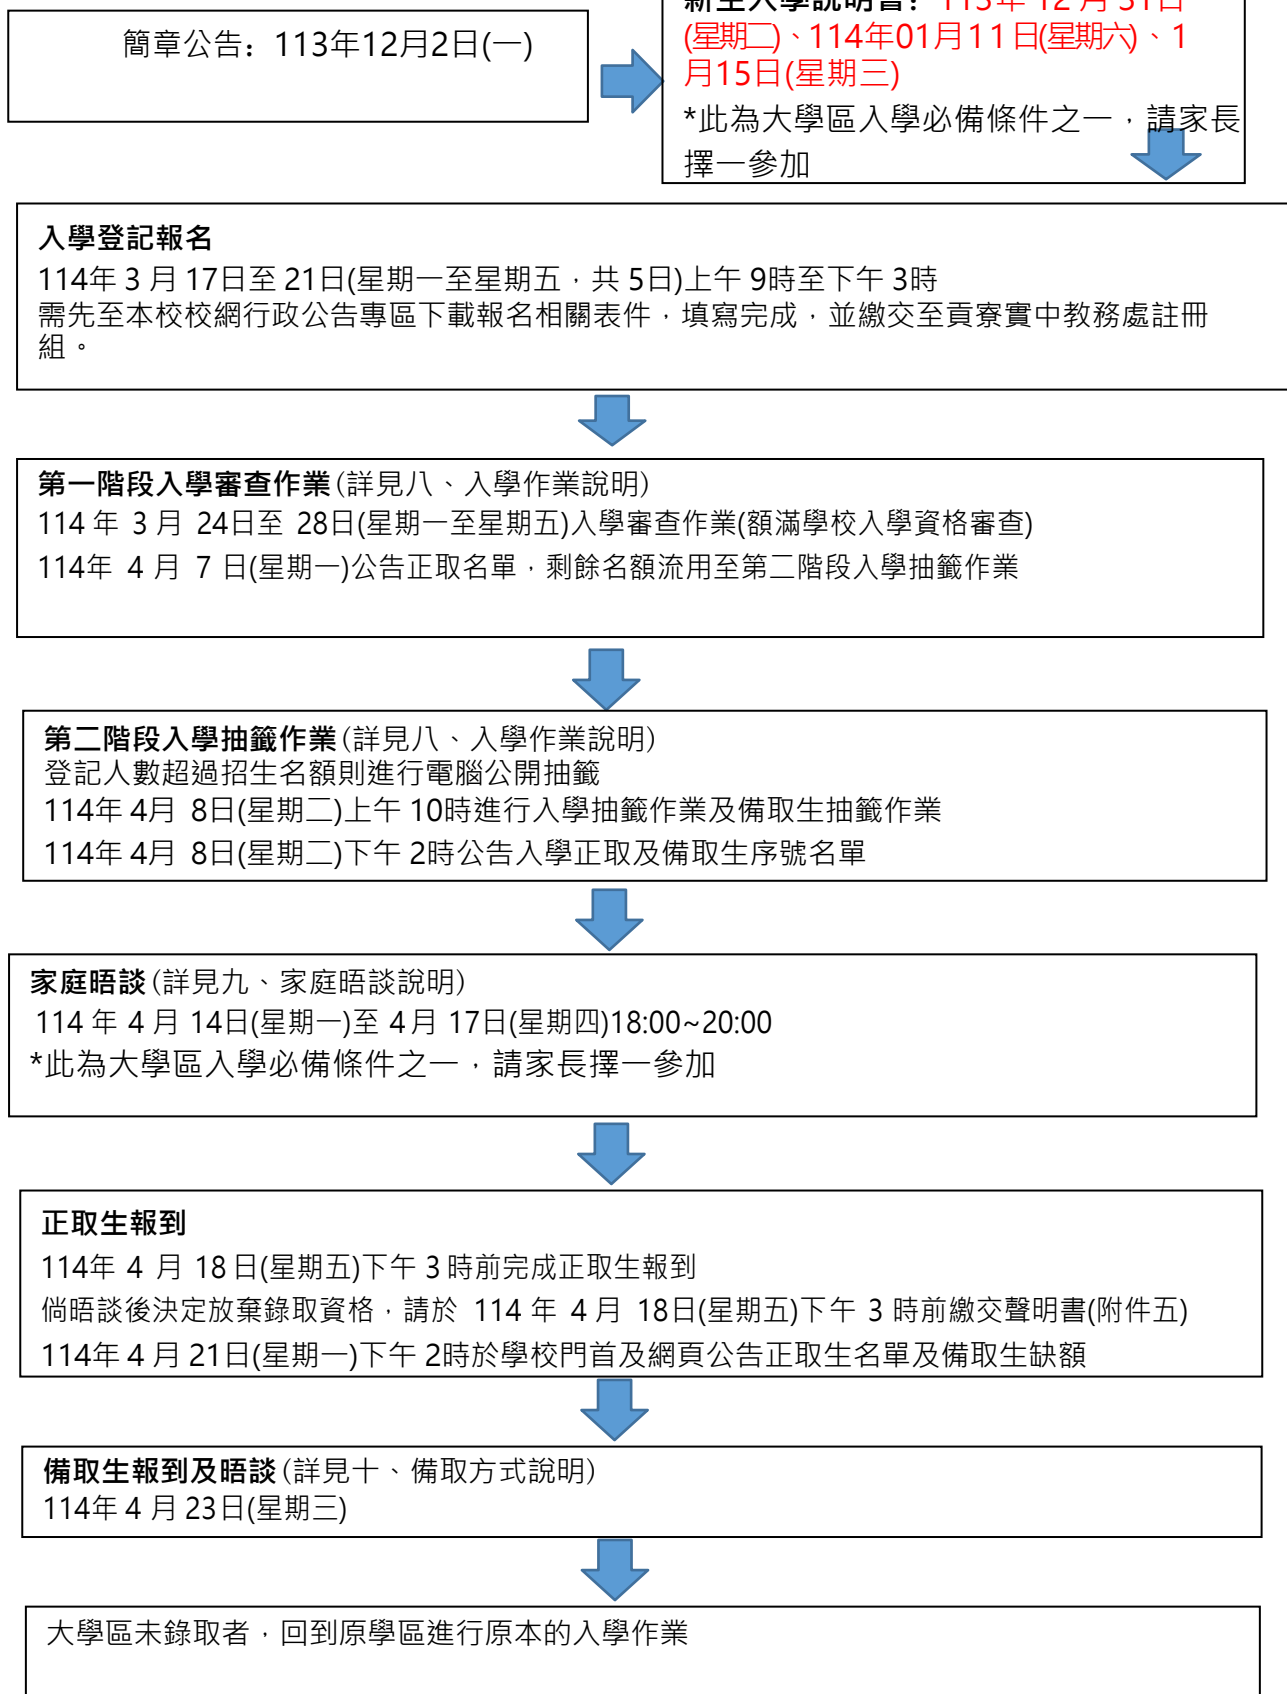 簡章公告：113年12月2日(一)
新生入學說明會：113年 12 月 31日
(星期二)、114年01月11日(星期六)、1
月15日(星期三)
*此為大學區入學必備條件之一，請家長
擇一參加
入學登記報名
114年 3 月 17日至 21日(星期一至星期五，共 5日)上午 9時至下午 3時
需先至本校校網行政公告專區下載報名相關表件，填寫完成，並繳交至貢寮實中教務處註冊
組。
第一階段入學審查作業(詳見八、入學作業說明)
114 年 3 月 24日至 28日(星期一至星期五)入學審查作業(額滿學校入學資格審查)
114年 4 月 7 日(星期一)公告正取名單，剩餘名額流用至第二階段入學抽籤作業
第二階段入學抽籤作業(詳見八、入學作業說明)
登記人數超過招生名額則進行電腦公開抽籤
114年 4月 8日(星期二)上午 10時進行入學抽籤作業及備取生抽籤作業
114年 4月 8日(星期二)下午 2時公告入學正取及備取生序號名單
家庭晤談(詳見九、家庭晤談說明)
114 年 4 月 14日(星期一)至 4月 17日(星期四)18:00~20:00
*此為大學區入學必備條件之一，請家長擇一參加
正取生報到
114年 4 月 18日(星期五)下午 3 時前完成正取生報到
倘晤談後決定放棄錄取資格，請於 114 年 4 月 18日(星期五)下午 3 時前繳交聲明書(附件五)
114年 4 月 21日(星期一)下午 2時於學校門首及網頁公告正取生名單及備取生缺額
備取生報到及晤談(詳見十、備取方式說明)
114年 4 月 23日(星期三)
大學區未錄取者，回到原學區進行原本的入學作業